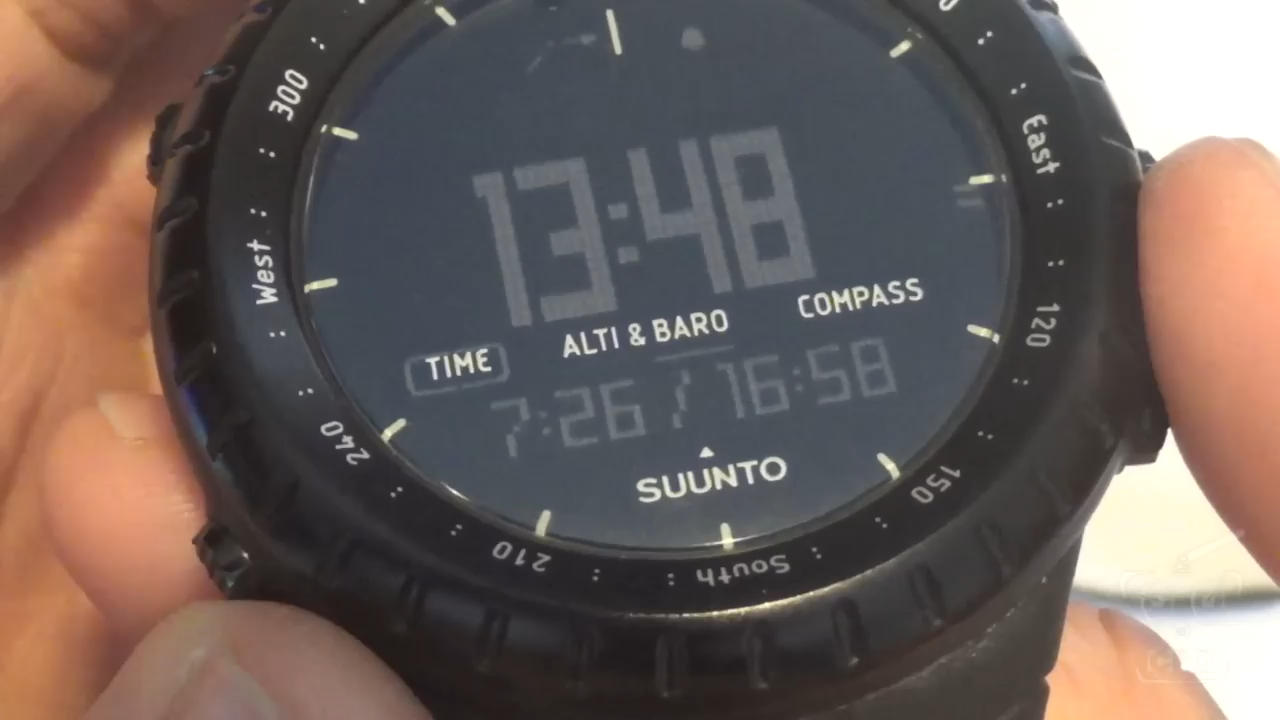 300
East
13:48
West
COMPASS
ALTI & BARO
TIME
120
7:26 / 16:58
240
SUUNTO
150
210
South